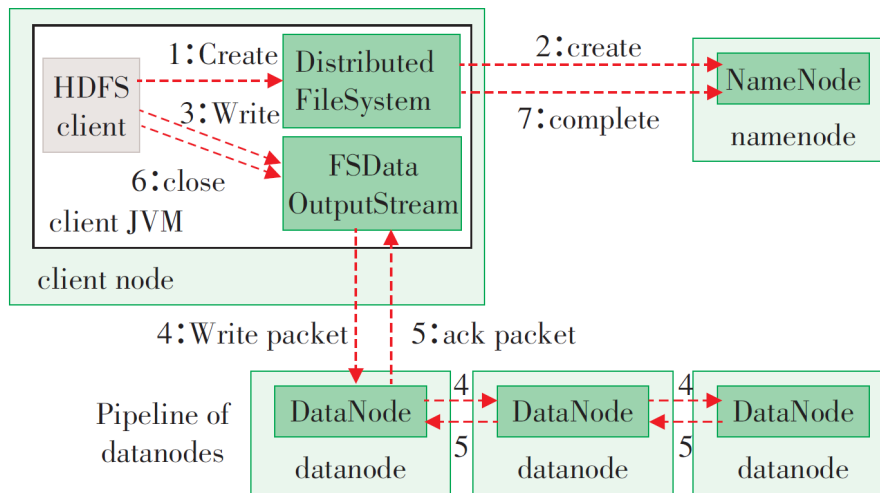 1:Create
2:create
HDFS
client
Distributed
FileSystem
NameNode
3:Write
7:complete
namenode
6:close
FSData
OutputStream
client JVM
client node
4:Write packet
5:ack packet
Pipeline of
datanodes
DataNode
4
DataNode
4
DataNode
5
5
datanode
datanode
datanode